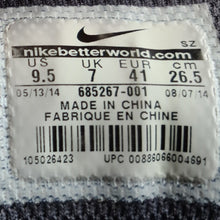 SZ
nikebetterworld.com
US UK EUR cm
9.5 7 41 26.5
05/13/14 685267-001 08/07/14
MADE IN CHINA
FABRIQUE EN CHINE
105026423 UPC 00886066004691